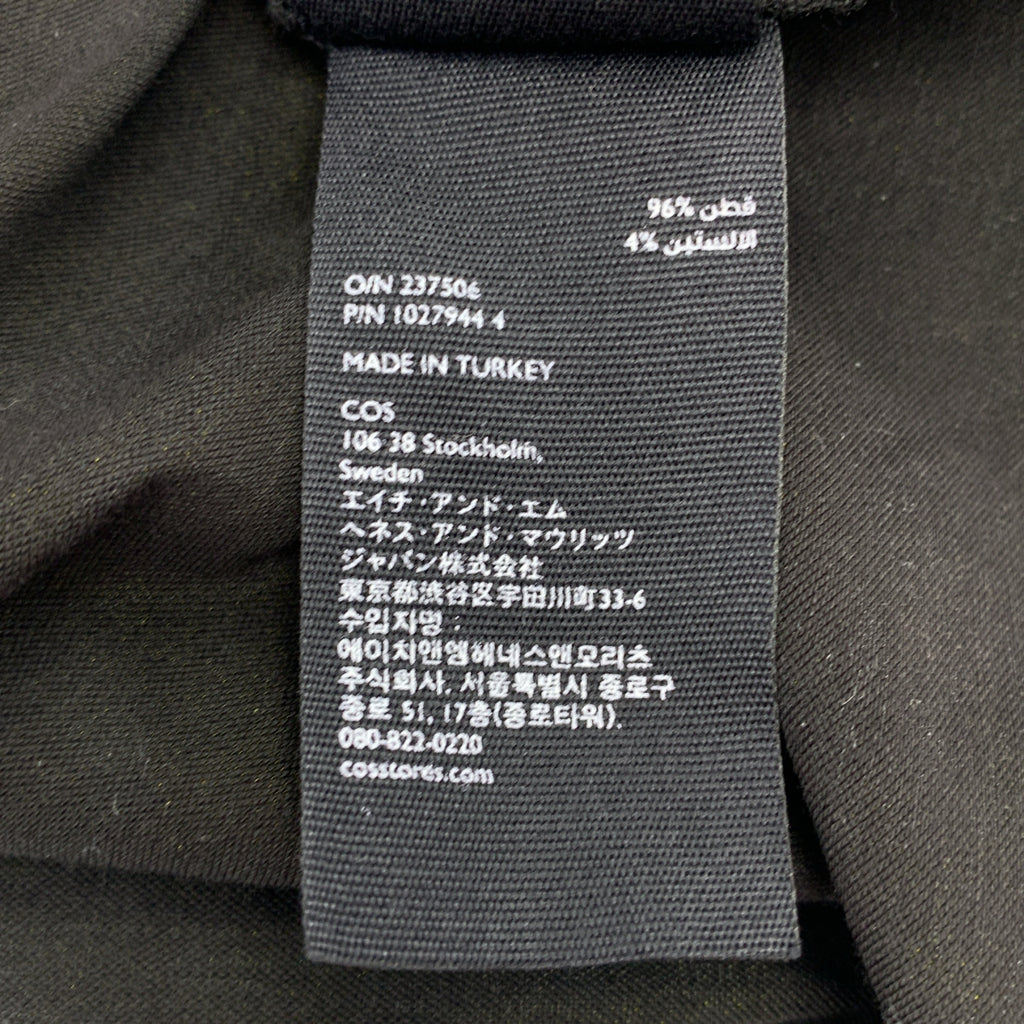 قطن %96
لالستين %4
O/N 237506
P/N 1027944 4
MADE IN TURKEY
COS
106 38 Stockholm,
Sweden
エイチ・アンド・エム
ヘネス・アンド・マウリッツ
ジャパン株式会社
東京都渋谷区宇田川町33-6
수입자명 :
에이치앤엠헤네스앤모리츠
주식회사, 서울특별시 종로구
종로 51, 17층(종로타워).
080-822-0220
cosstores.com